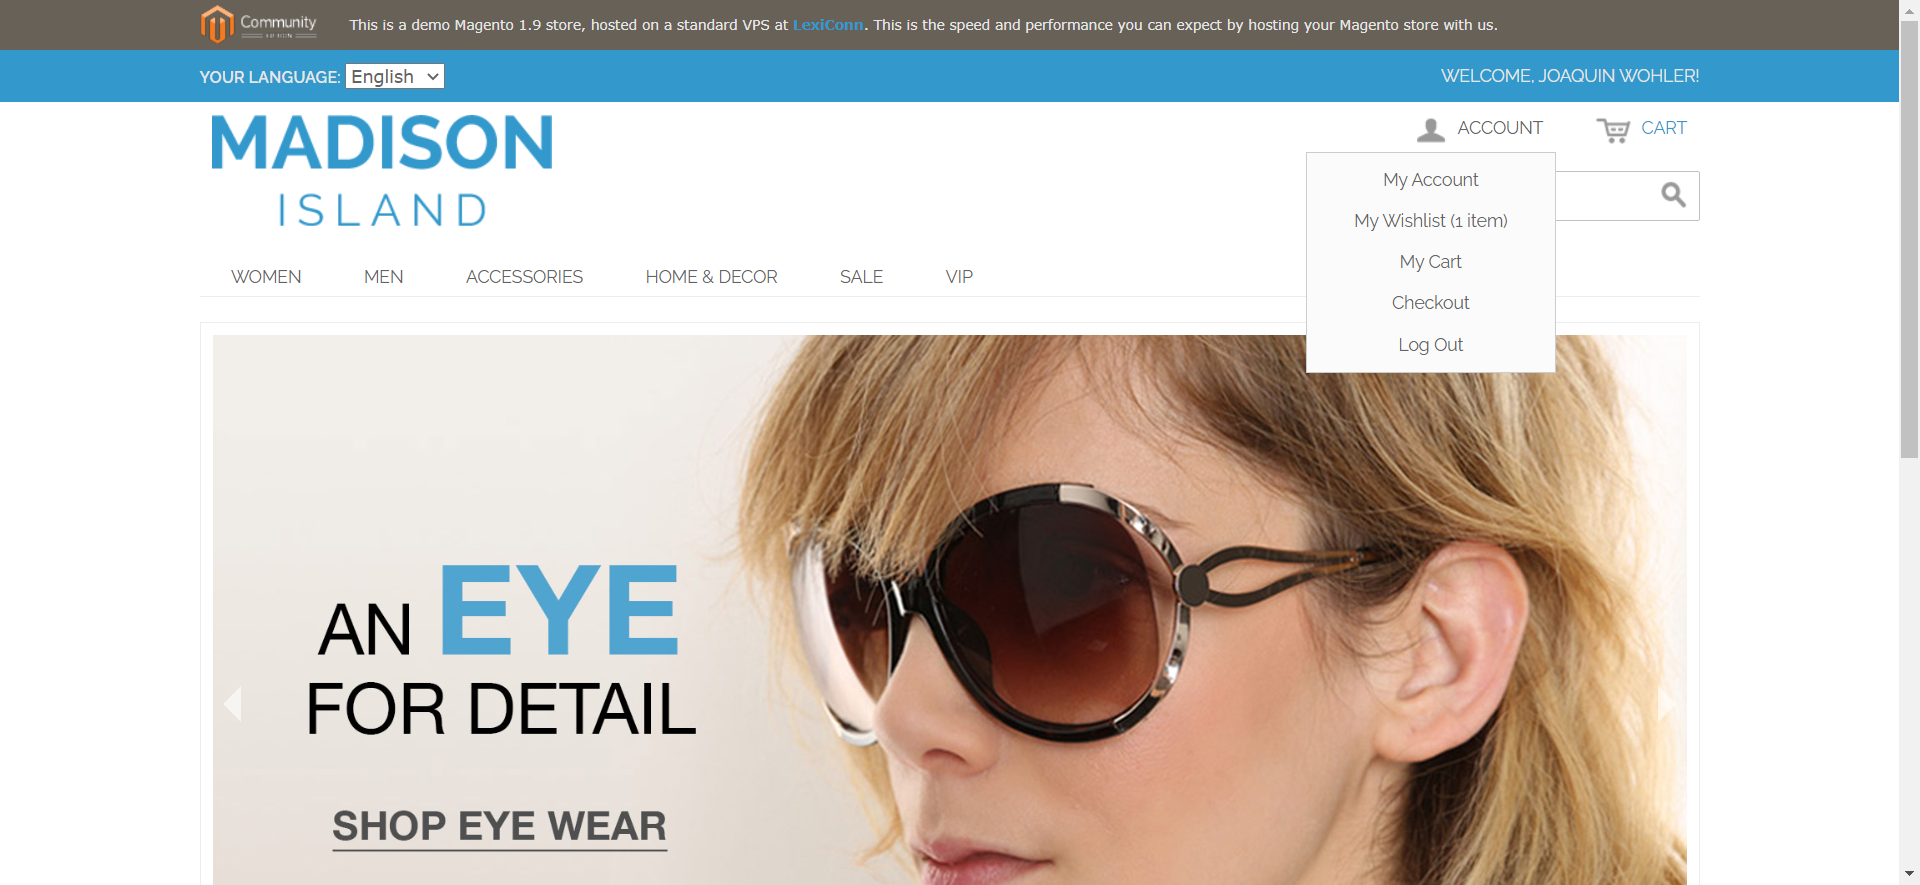 Community
This is a demo Magento 1.9 store, hosted on a standard VPS at LexiConn. This is the speed and performance you can expect by hosting your Magento store with us.
YOUR LANGUAGE: English
WELCOME, JOAQUIN WOHLER!
MADISON
ISLAND
ACCOUNT
CART
My Account
My Wishlist (1 item)
My Cart
Checkout
Log Out
WOMEN
MEN
ACCESSORIES
HOME & DECOR
SALE
VIP
AN EYE
FOR DETAIL
SHOP EYE WEAR